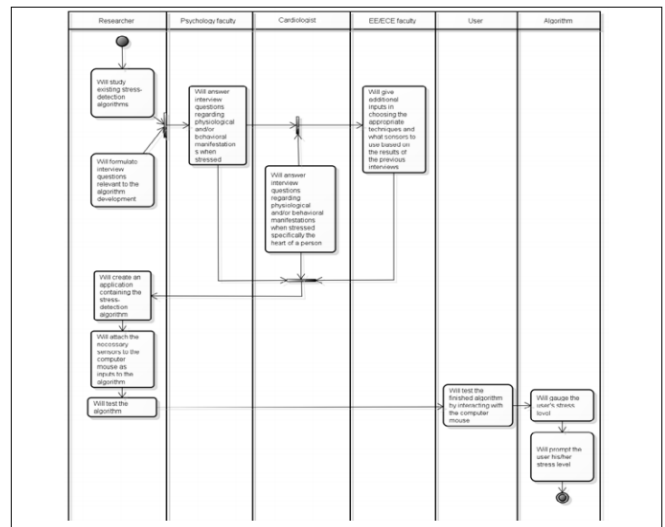 Researcher
Psychology faculty
Cardiologist
EE/ECE faculty
User
Algorithm
Will study
existing stress-
detection
algorithms
Will formulate
interview
questions
relevant to the
algorithm
development
Will answer
interview
questions
regarding
physiological
and/or
behavioral
manifestation
s when
stressed
Will answer
interview
questions
regarding
physiological
and/or behavioral
manifestations
when stressed
specifically the
heart of a person
Will give
additional
inputs in
choosing the
appropriate
techniques and
what sensors to
use based on
the results of
the previous
interviews
Will create an
application
containing the
stress-
detection
algorithm
Will attach the
necessary
sensors to the
computer
mouse as
inputs to the
algorithm
Will test the
algorithm
Will test the
finished algorithm
by interacting with
the computer
mouse
Will gauge the
user's stress
level
Will prompt the
user his/her
stress level